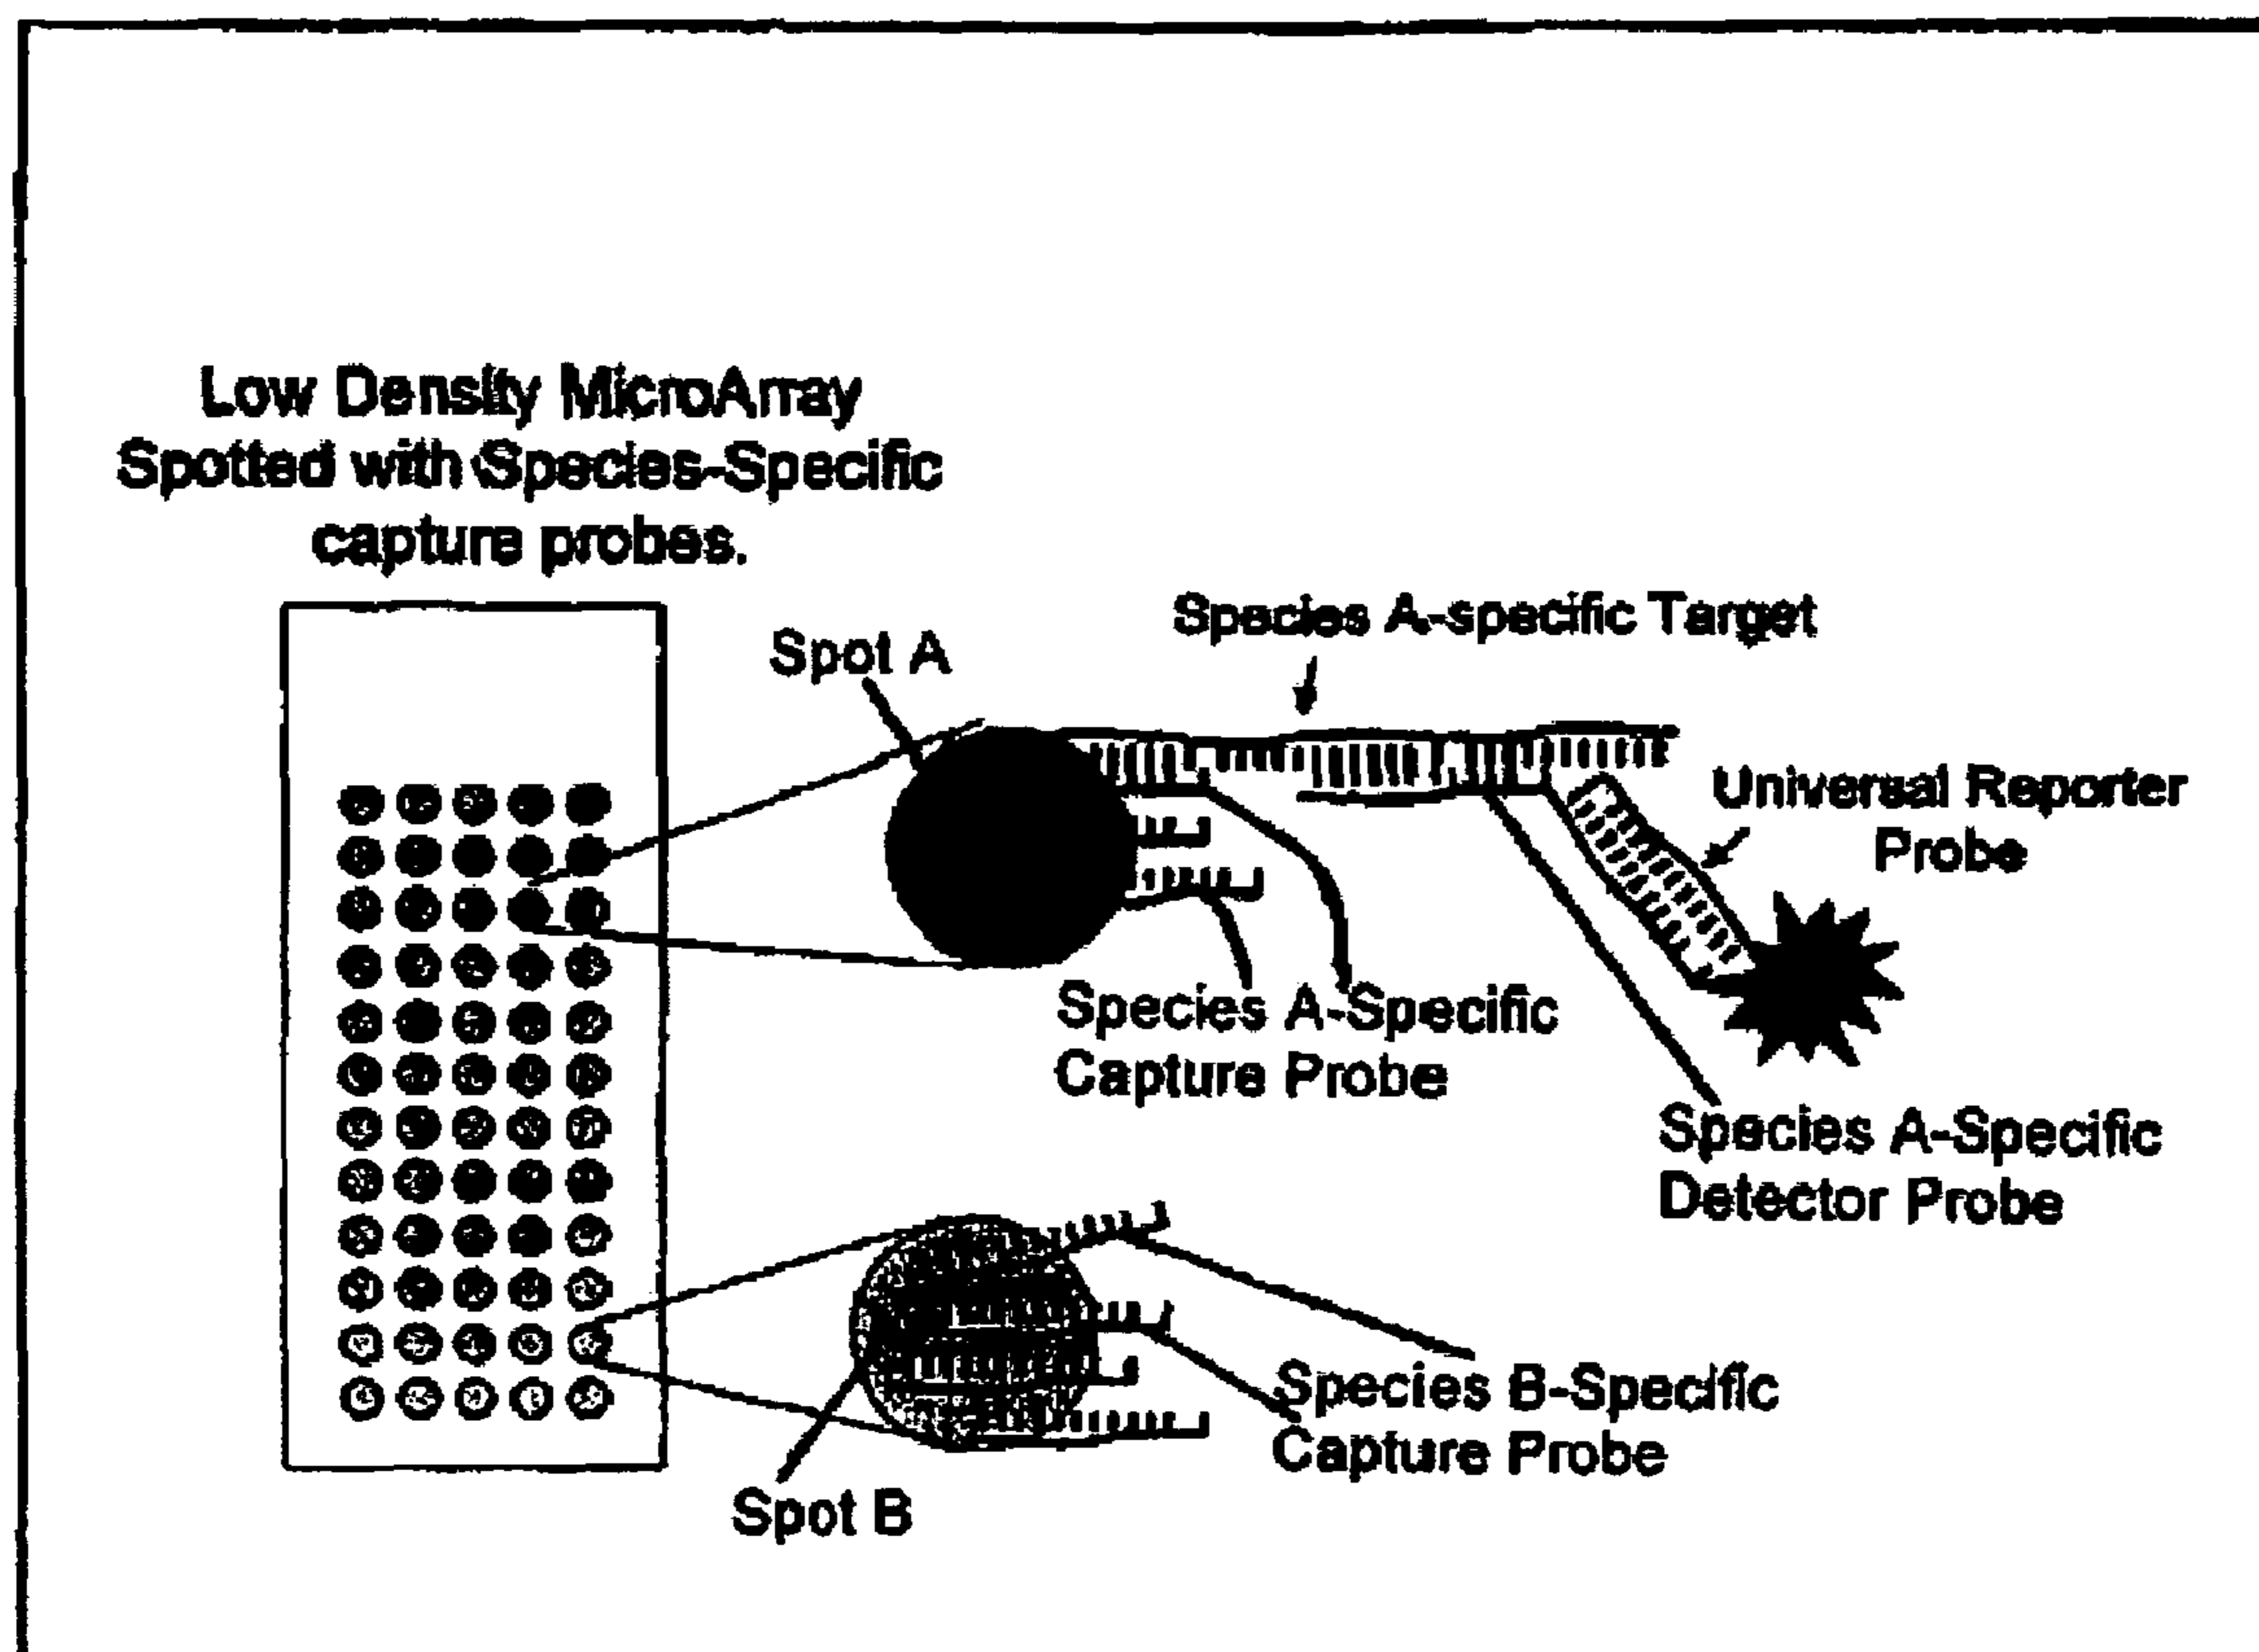 Low Density MicroArray
Spotted with Species-Specific
capture probes.
Species A-specific Target
Spot A
Universal Reporter
Probe
Species A-Specific
Capture Probe
Species A-Specific
Detector Probe
Species B-Specific
Capture Probe
Spot B